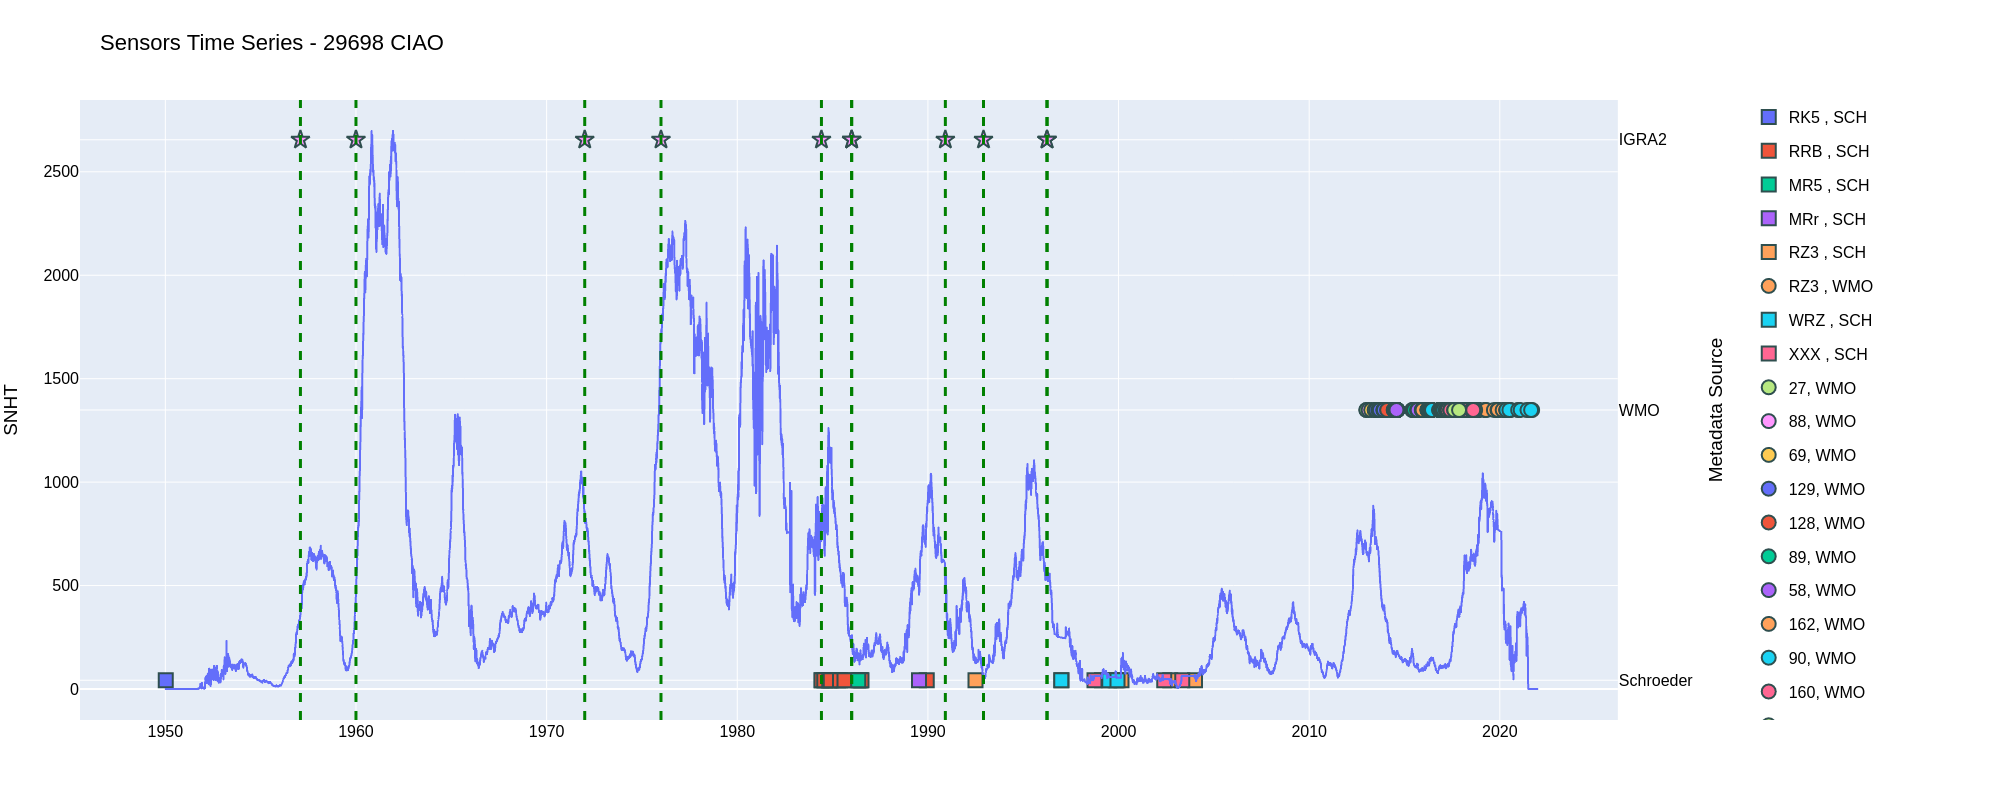 Sensors Time Series - 29698 CIAO
SNHT
2500
2000
1500
1000
500
0
1950
1960
1970
1980
1990
2000
2010
2020
IGRA2
WMO
Schroeder
Metadata Source
RK5 , SCH
RRB , SCH
MR5 , SCH
MRr , SCH
RZ3 , SCH
RZ3 , WMO
WRZ , SCH
XXX , SCH
27, WMO
88, WMO
69, WMO
129, WMO
128, WMO
89, WMO
58, WMO
162, WMO
90, WMO
160, WMO